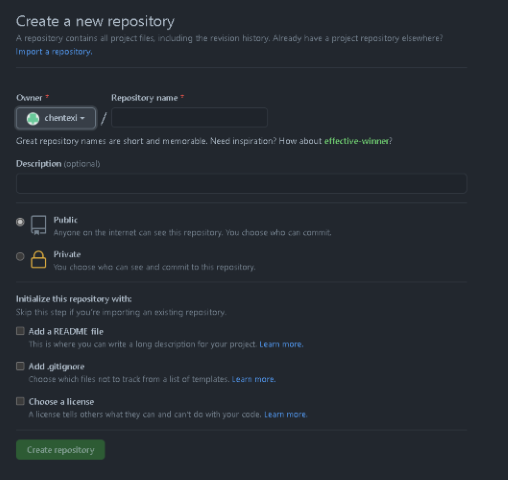 Create a new repository
A repository contains all project files, including the revision history. Already have a project repository elsewhere?
Import a repository.
Owner *
Repository name *
chentexi
/
Great repository names are short and memorable. Need inspiration? How about effective-winner?
Description (optional)
Public
Anyone on the internet can see this repository. You choose who can commit.
Private
You choose who can see and commit to this repository.
Initialize this repository with:
Skip this step if you're importing an existing repository.
Add a README file
This is where you can write a long description for your project. Learn more.
Add .gitignore
Choose which files not to track from a list of templates. Learn more.
Choose a license
A license tells others what they can and can't do with your code. Learn more.
Create repository